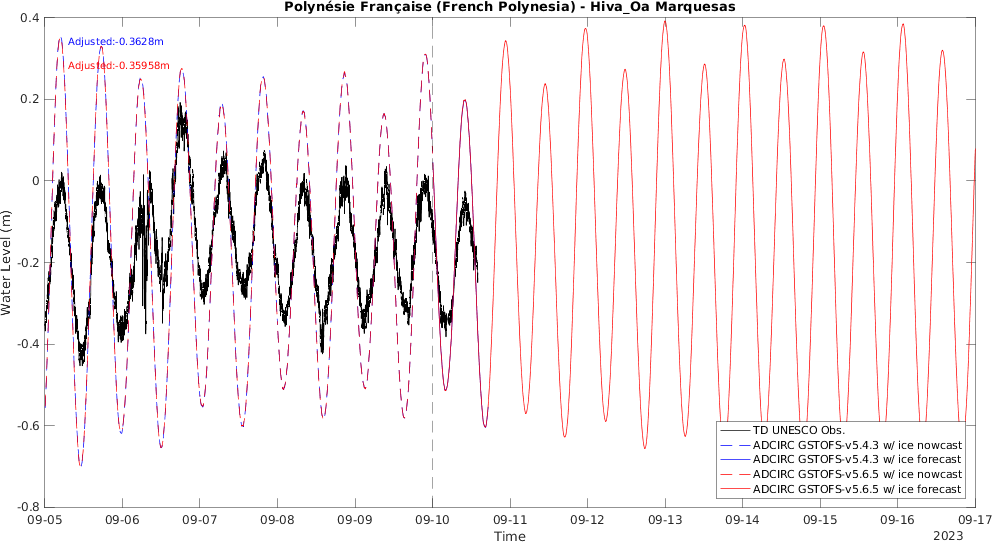 Polynésie Française (French Polynesia) - Hiva_Oa Marquesas
0.4
0.2
0
-0.2
-0.4
-0.6
-0.8
Water Level (m)
Adjusted:-0.3628m
Adjusted:-0.35958m
TD UNESCO Obs.
ADCIRC GSTOFS-v5.4.3 w/ ice nowcast
ADCIRC GSTOFS-v5.4.3 w/ ice forecast
ADCIRC GSTOFS-v5.6.5 w/ ice nowcast
ADCIRC GSTOFS-v5.6.5 w/ ice forecast
09-05 09-06 09-07 09-08 09-09 09-10 09-11 09-12 09-13 09-14 09-15 09-16 09-17
Time
2023